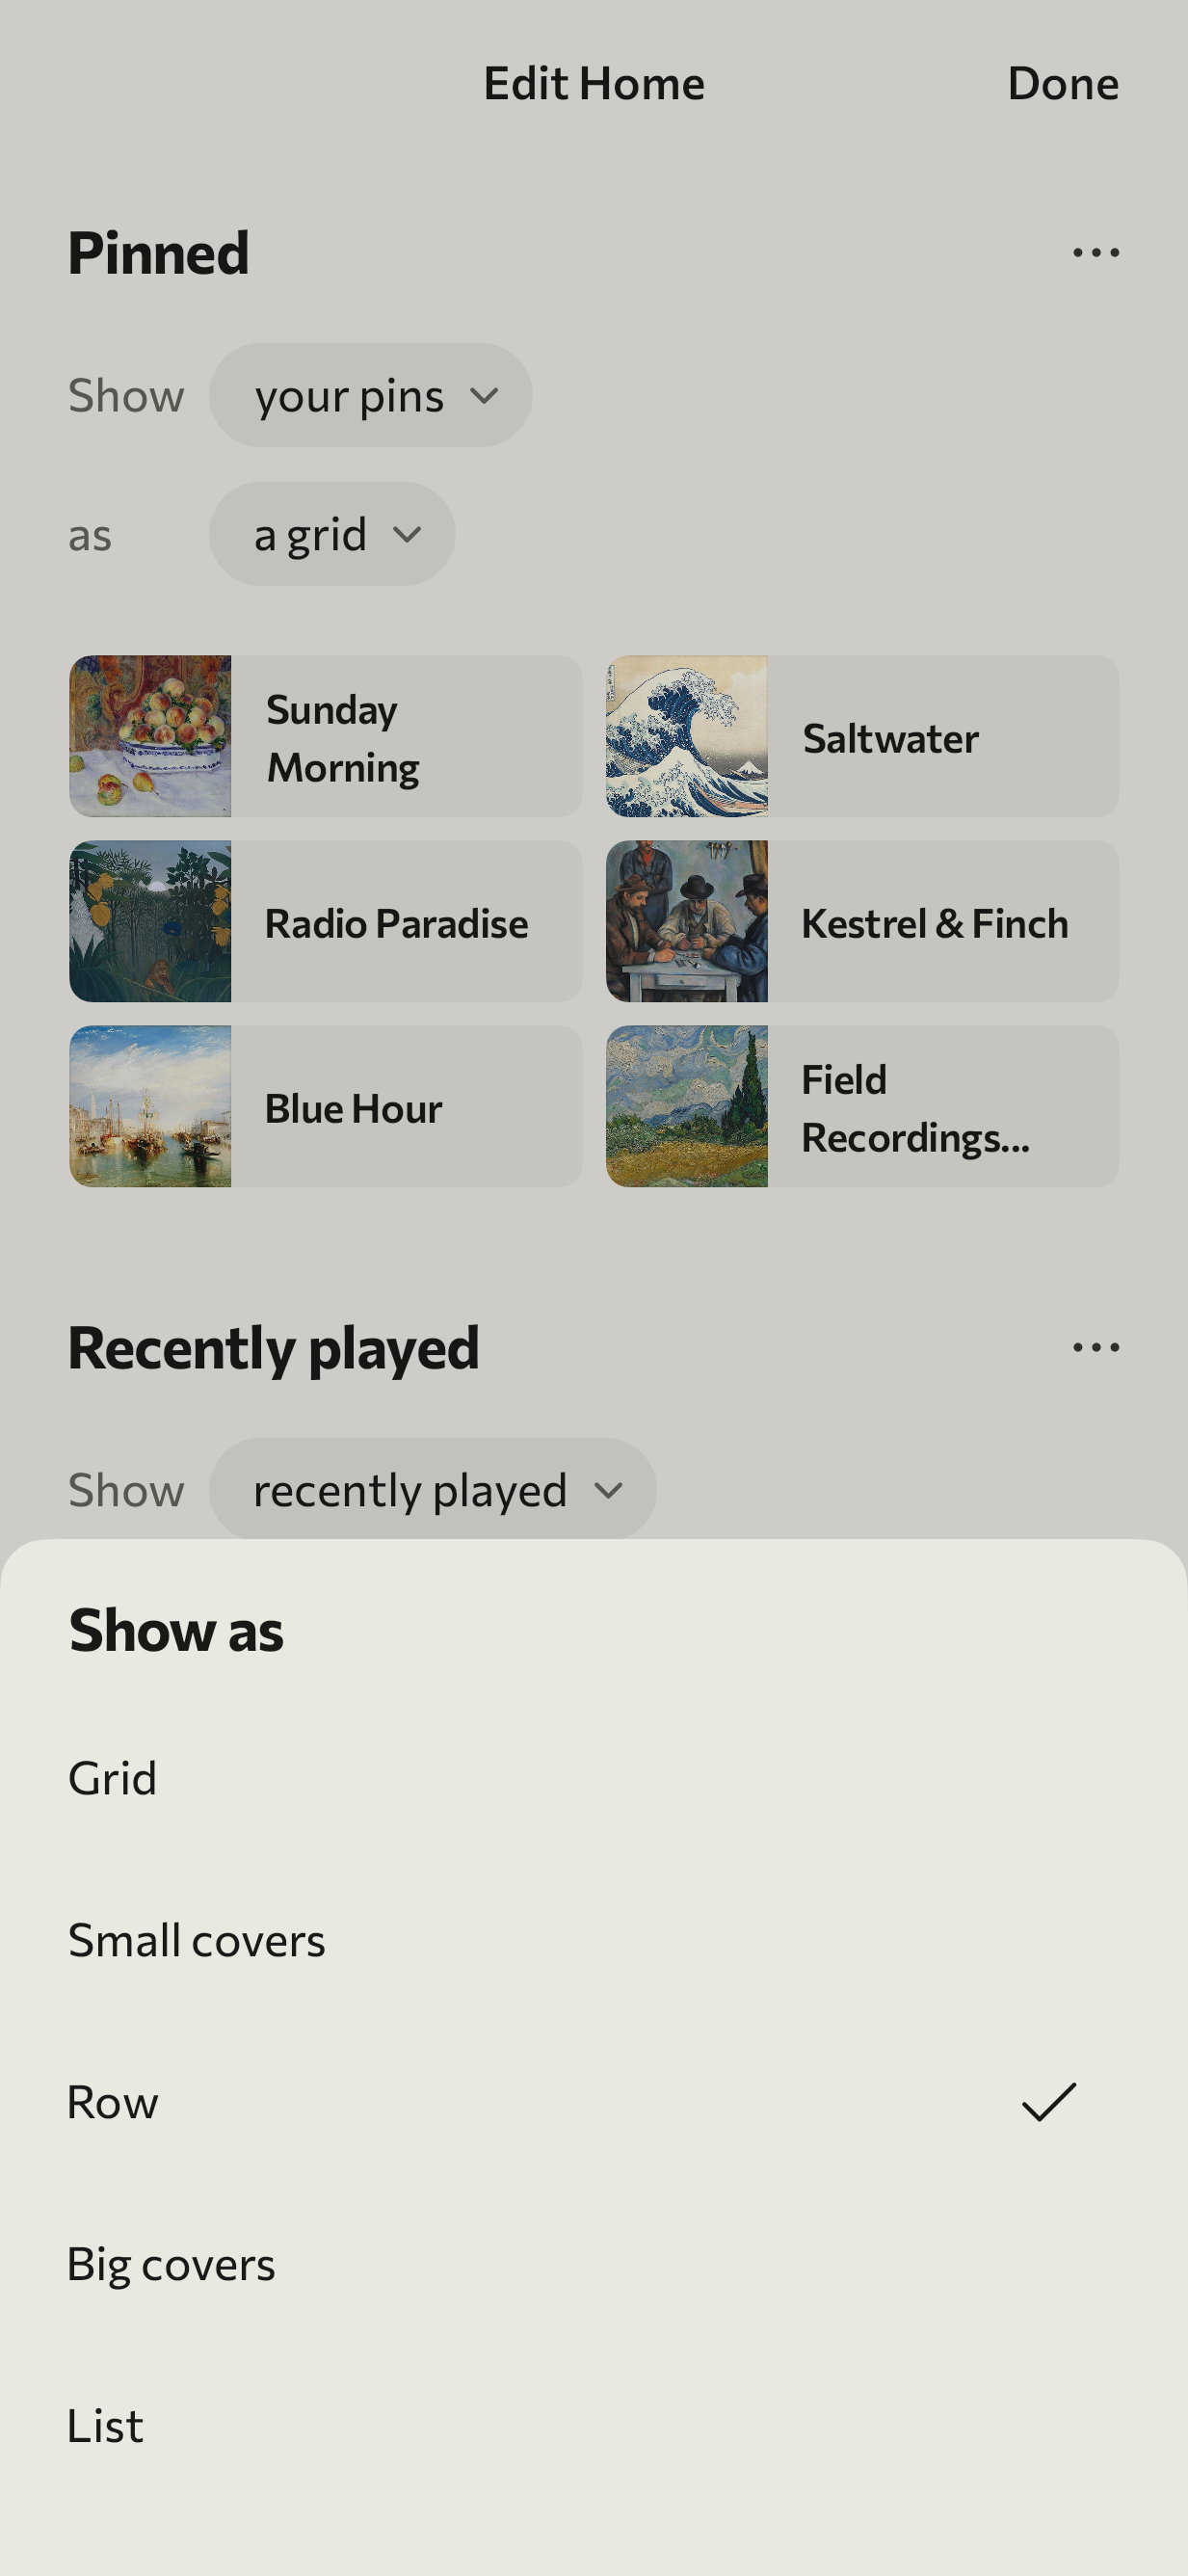 Edit Home
Done
Pinned
Show your pins
as a grid
Sunday
Morning
Saltwater
Radio Paradise
Kestrel & Finch
Blue Hour
Field
Recordings...
Recently played
Show recently played
Show as
Grid
Small covers
Row
Big covers
List